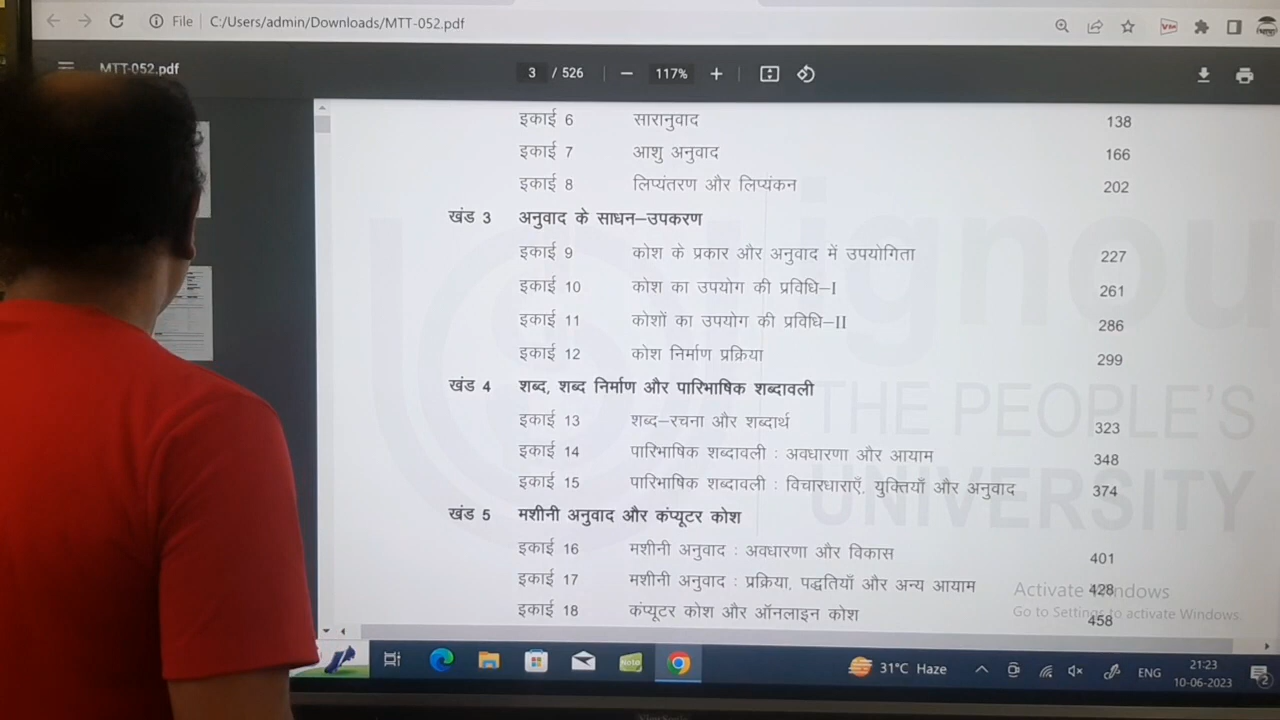 File C:/Users/admin/Downloads/MTT-052.pdf
MTT-052.pdf
3 / 526 117%
इकाई 6 सारानुवाद 138
इकाई 7 आशु अनुवाद 166
इकाई 8 लिप्यंतरण और लिप्यंकन 202
खंड 3 अनुवाद के साधन–उपकरण
इकाई 9 कोश के प्रकार और अनुवाद में उपयोगिता 227
इकाई 10 कोश का उपयोग की प्रविधि–I 261
इकाई 11 कोशों का उपयोग की प्रविधि–II 286
इकाई 12 कोश निर्माण प्रक्रिया 299
खंड 4 शब्द, शब्द निर्माण और पारिभाषिक शब्दावली
इकाई 13 शब्द–रचना और शब्दार्थ 323
इकाई 14 पारिभाषिक शब्दावली : अवधारणा और आयाम 348
इकाई 15 पारिभाषिक शब्दावली : विचारधाराएँ, युक्तियाँ और अनुवाद 374
खंड 5 मशीनी अनुवाद और कंप्यूटर कोश
इकाई 16 मशीनी अनुवाद : अवधारणा और विकास 401
इकाई 17 मशीनी अनुवाद : प्रक्रिया, पद्धतियाँ और अन्य आयाम 428
इकाई 18 कंप्यूटर कोश और ऑनलाइन कोश 458
ignou
THE PEOPLE'S
UNIVERSITY
Activate Windows
Go to Settings to activate Windows.
31°C Haze ENG 21:23
10-06-2023
2